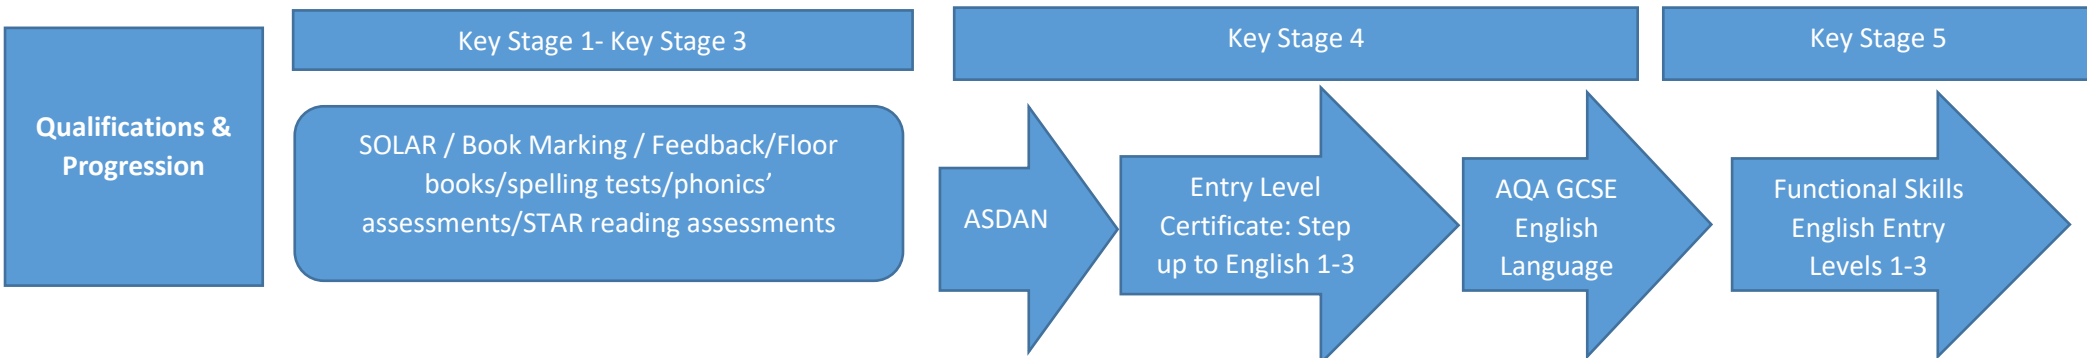 Qualifications &
Progression
Key Stage 1- Key Stage 3
SOLAR / Book Marking / Feedback/Floor
books/spelling tests/phonics’
assessments/STAR reading assessments
Key Stage 4
ASDAN
Entry Level
Certificate: Step
up to English 1-3
AQA GCSE
English
Language
Key Stage 5
Functional Skills
English Entry
Levels 1-3